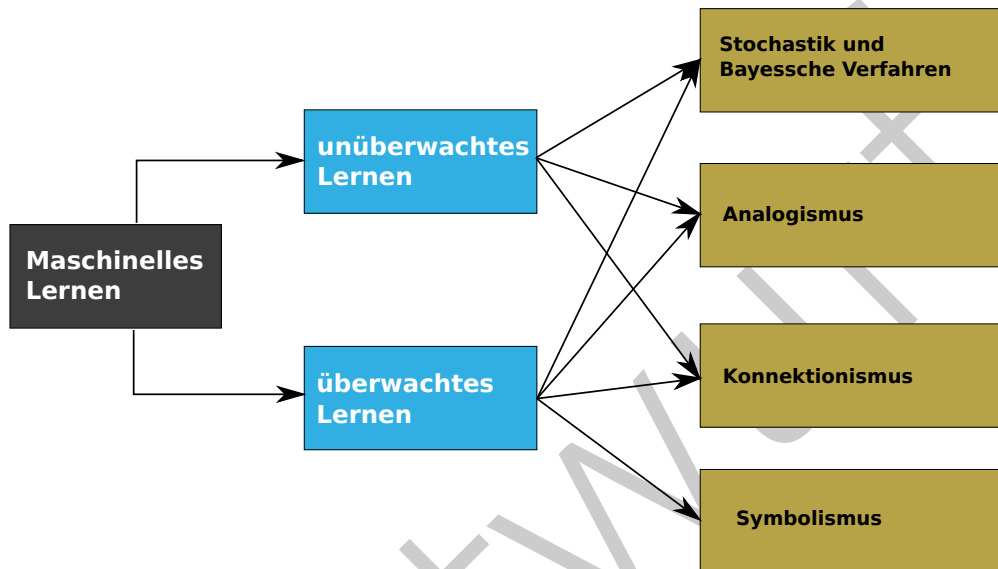 Maschinelles
Lernen
unüberwachtes
Lernen
überwachtes
Lernen
Stochastik und
Bayessche Verfahren
Analogismus
Konnektionismus
Symbolismus